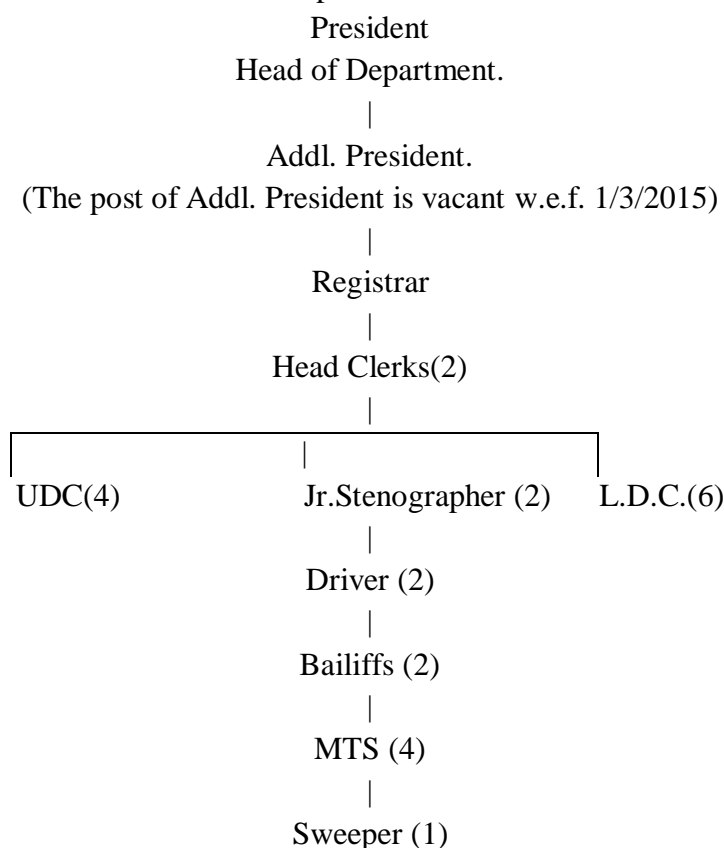 President
Head of Department.
|
Addl. President.
(The post of Addl. President is vacant w.e.f. 1/3/2015)
|
Registrar
|
Head Clerks(2)
|
|
UDC(4) Jr.Stenographer (2) L.D.C.(6)
|
Driver (2)
|
Bailiffs (2)
|
MTS (4)
|
Sweeper (1)